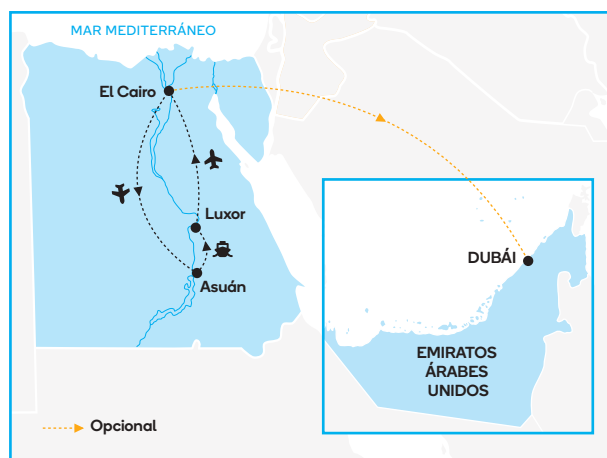 MAR MEDITERRÁNEO
El Cairo
Luxor
Asuán
DUBÁI
EMIRATOS
ÁRABES
UNIDOS
Opcional